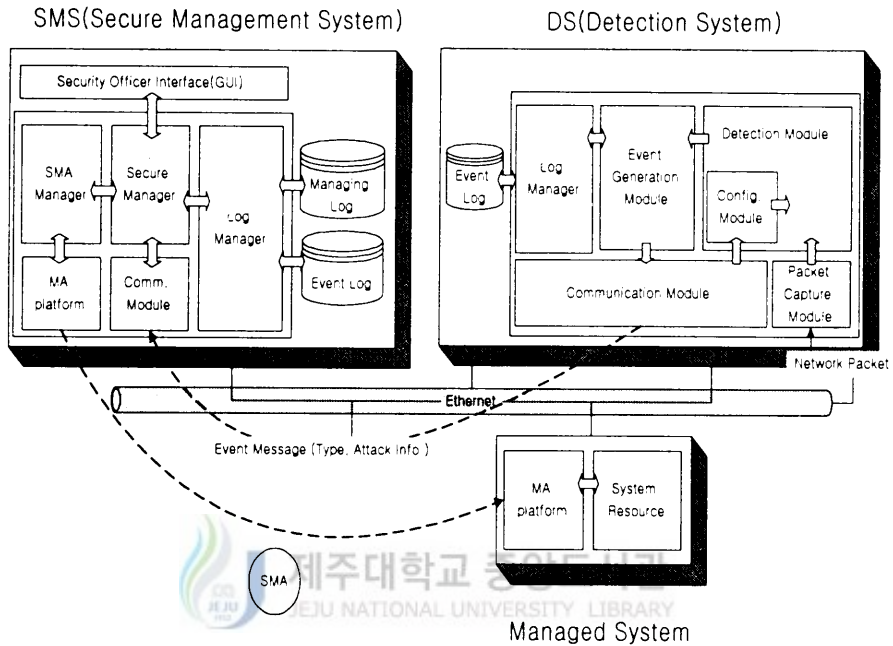 SMS(Secure Management System)
DS(Detection System)
Security Officer Interface(GUI)
SMA
Manager
Secure
Manager
Log
Manager
Managing
Log
Event Log
MA
platform
Comm.
Module
Event
Log
Log
Manager
Event
Generation
Module
Detection Module
Config.
Module
Communication Module
Packet
Capture
Module
Network Packet
Ethernet
Event Message (Type, Attack Info.)
MA
platform
System
Resource
SMA
제주대학교 중앙도서관
JEJU NATIONAL UNIVERSITY LIBRARY
JEJU
1952
Managed System